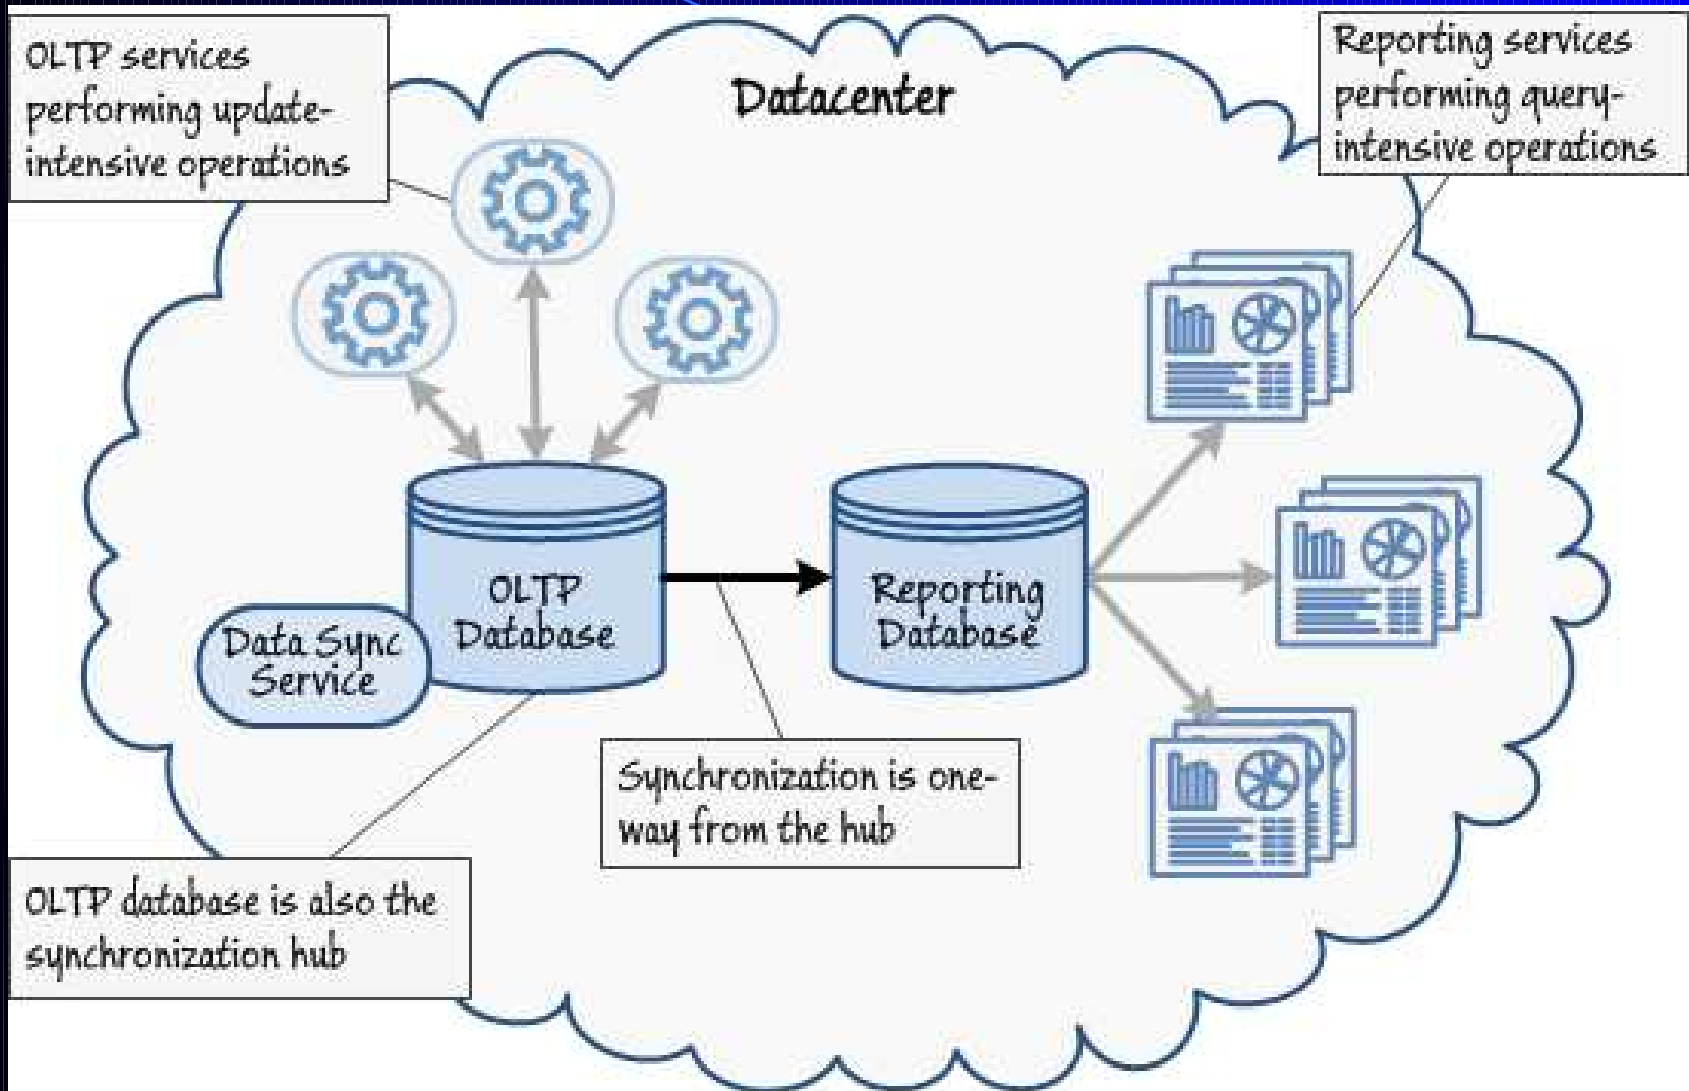 OLTP services
performing update-
intensive operations
Datacenter
Reporting services
performing query-
intensive operations
OLTP
Database
Reporting
Database
Data Sync
Service
Synchronization is one-
way from the hub
OLTP database is also the
synchronization hub